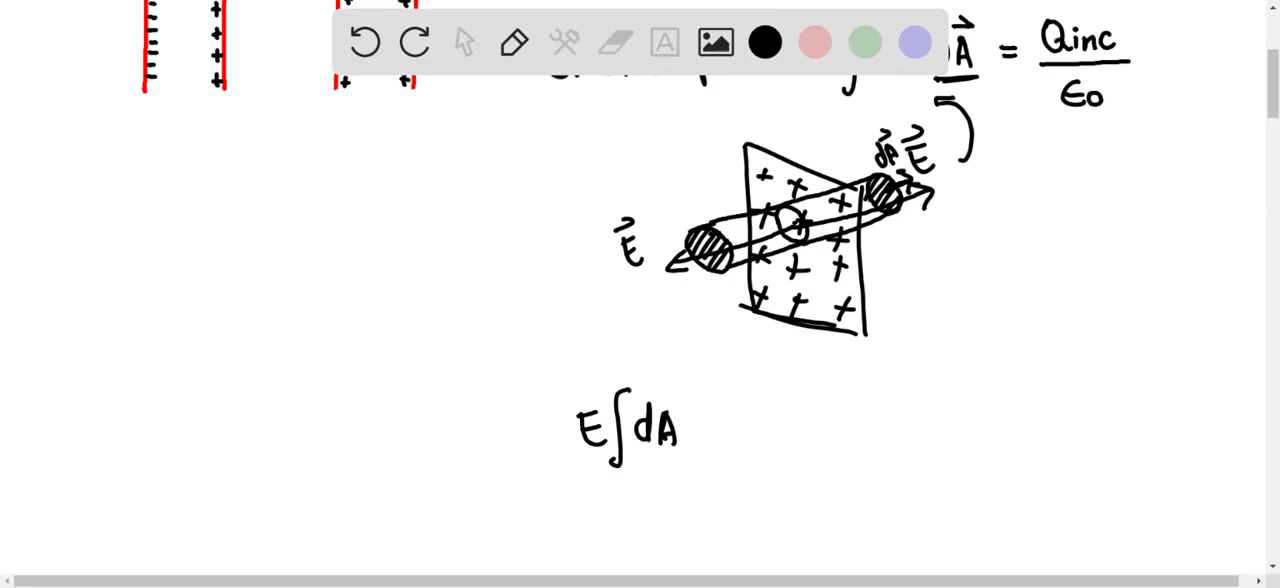 A⃗ = Qinc / ϵ0
dA⃗ E⃗
E⃗
E∫dA